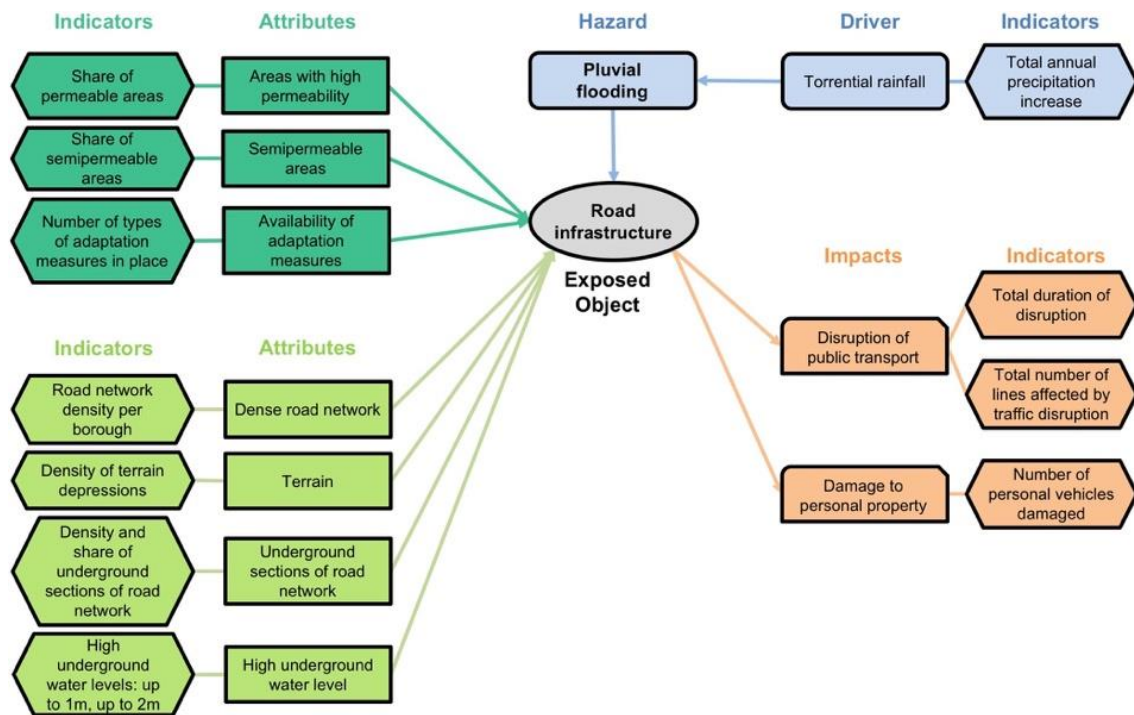 Indicators
Attributes
Share of
permeable areas
Areas with high
permeability
Share of
semipermeable
areas
Semipermeable
areas
Number of types
of adaptation
measures in place
Availability of
adaptation
measures
Hazard
Driver
Indicators
Pluvial
flooding
Torrential rainfall
Total annual
precipitation
increase
Road
infrastructure
Exposed
Object
Impacts
Indicators
Disruption of
public transport
Total duration of
disruption
Total number of
lines affected by
traffic disruption
Damage to
personal property
Number of
personal vehicles
damaged
Indicators
Attributes
Road network
density per
borough
Dense road network
Density of terrain
depressions
Terrain
Density and
share of
underground
sections of road
network
Underground
sections of road
network
High
underground
water levels: up
to 1m, up to 2m
High underground
water level